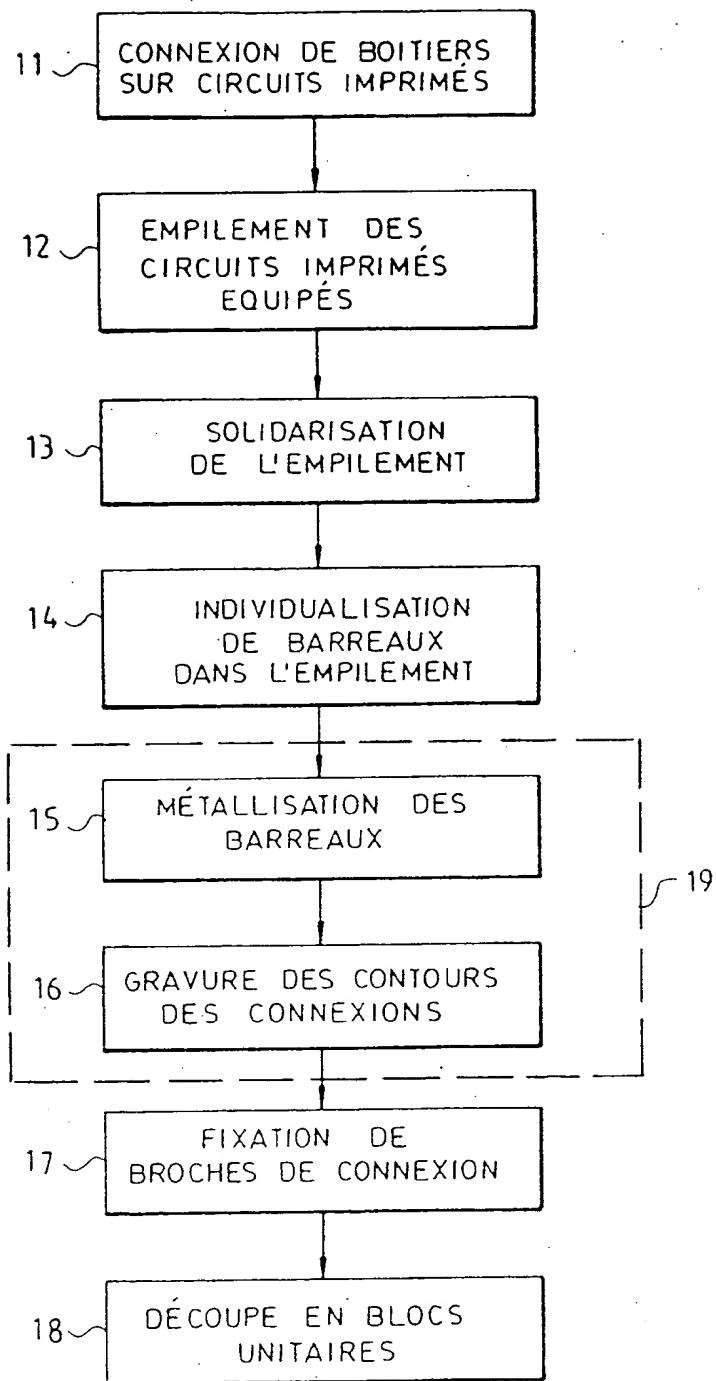 11
CONNEXION DE BOITIERS
SUR CIRCUITS IMPRIMÉS
12
EMPILEMENT DES
CIRCUITS IMPRIMÉS
EQUIPÉS
13
SOLIDARISATION
DE L'EMPILEMENT
14
INDIVIDUALISATION
DE BARREAUX
DANS L'EMPILEMENT
15
MÉTALLISATION DES
BARREAUX
19
16
GRAVURE DES CONTOURS
DES CONNEXIONS
17
FIXATION DE
BROCHES DE CONNEXION
18
DÉCOUPE EN BLOCS
UNITAIRES